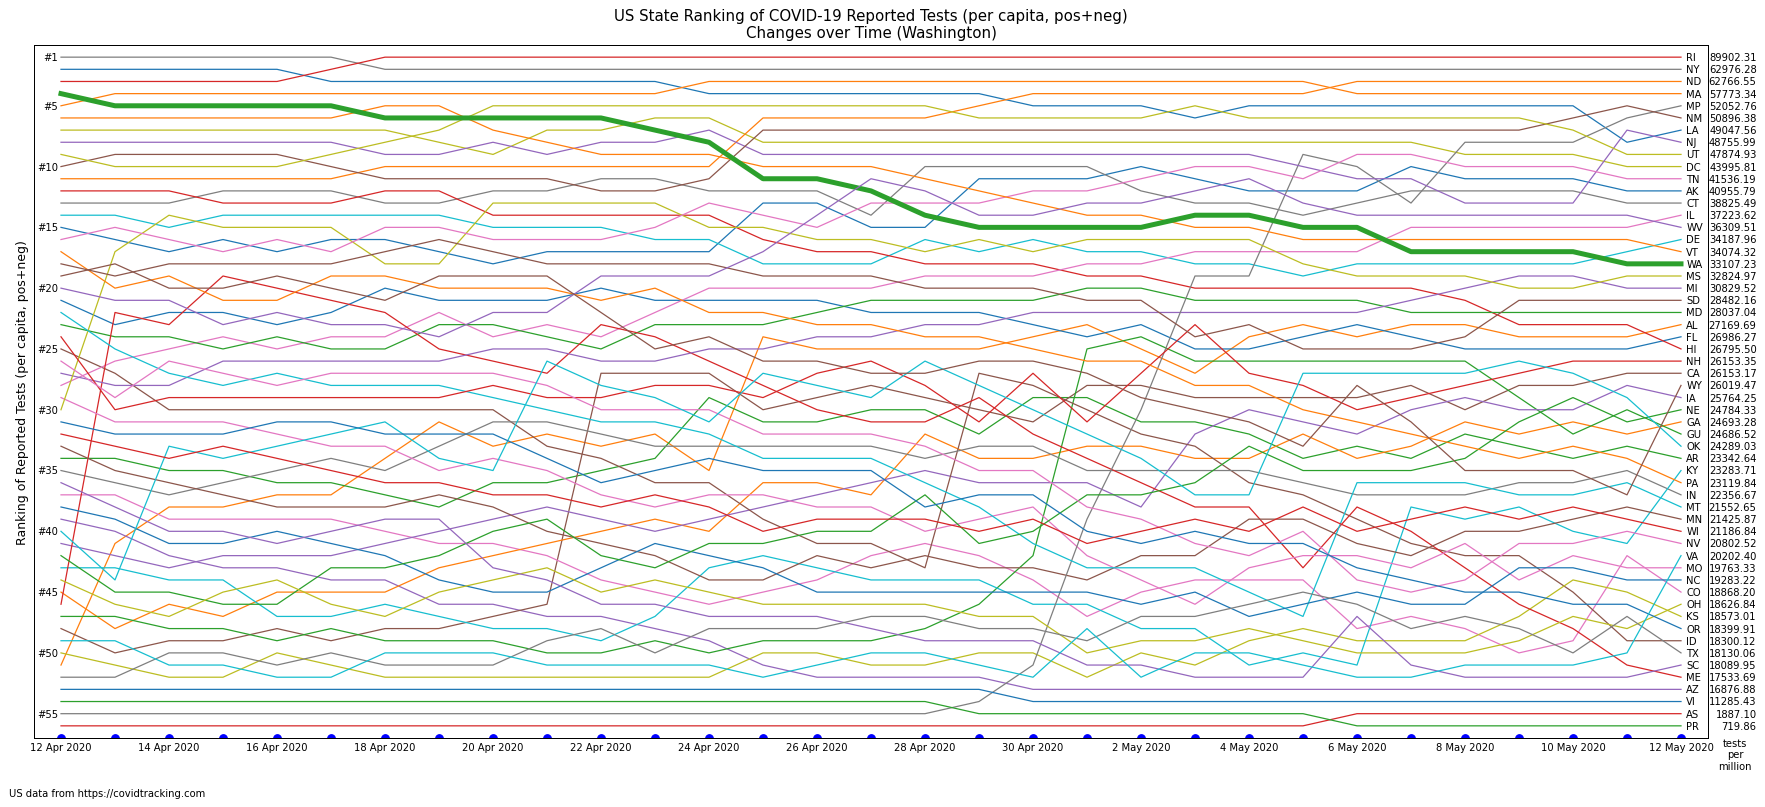 US State Ranking of COVID-19 Reported Tests (per capita, pos+neg)
Changes over Time (Washington)
Ranking of Reported Tests (per capita, pos+neg)
#1
#5
#10
#15
#20
#25
#30
#35
#40
#45
#50
#55
RI 89902.31
NY 62976.28
ND 62766.55
MA 57773.34
MP 52052.76
NM 50896.38
LA 49047.56
NJ 48755.99
UT 47874.93
DC 43995.81
TN 41536.19
AK 40955.79
CT 38825.49
IL 37223.62
WV 36309.51
DE 34187.96
VT 34074.32
WA 33107.23
MS 32824.97
MI 30829.52
SD 28482.16
MD 28037.04
AL 27169.69
FL 26986.27
HI 26795.50
NH 26153.35
CA 26153.17
WY 26019.47
IA 25764.25
NE 24784.33
GA 24693.28
GU 24686.52
OK 24289.03
AR 23342.64
KY 23283.71
PA 23119.84
IN 22356.67
MT 21552.65
MN 21425.87
WI 21186.84
NV 20802.52
VA 20202.40
MO 19763.33
NC 19283.22
CO 18868.20
OH 18626.84
KS 18573.01
OR 18399.91
ID 18300.12
TX 18130.06
SC 18089.95
ME 17533.69
AZ 16876.88
VI 11285.43
AS 1887.10
PR 719.86
12 Apr 2020 14 Apr 2020 16 Apr 2020 18 Apr 2020 20 Apr 2020 22 Apr 2020 24 Apr 2020 26 Apr 2020 28 Apr 2020 30 Apr 2020 2 May 2020 4 May 2020 6 May 2020 8 May 2020 10 May 2020 12 May 2020
tests
per
million
US data from https://covidtracking.com